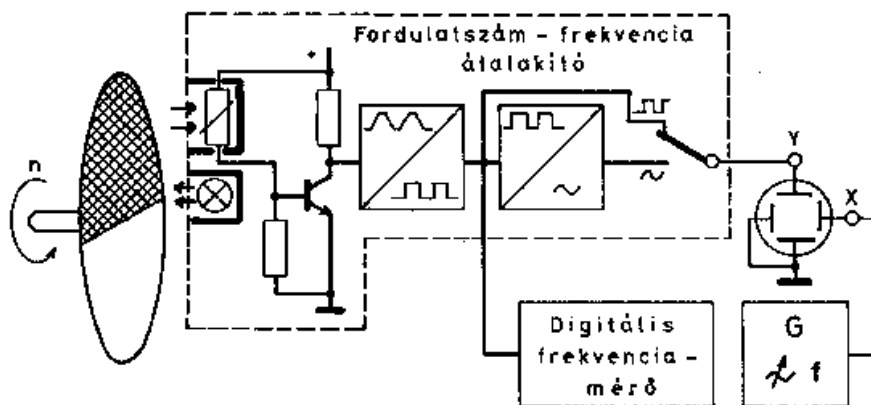 Fordulatszám - frekvencia
átalakító
+
n
Y
X
Digitális
frekvencia -
mérő
G
f